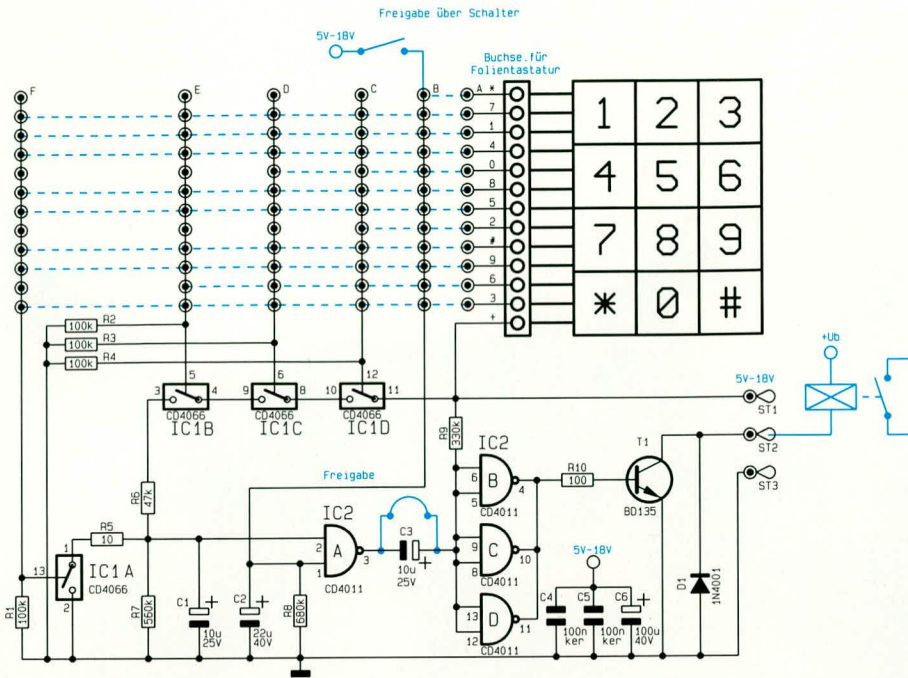 Freigabe über Schalter
5V-18V
Buchse.für
Folientastatur
F
E
D
C
B
A *
7
1
4
0
8
5
2
#
9
6
3
+
1 2 3
4 5 6
7 8 9
* 0 #
R2
100k
R3
100k
R4
100k
5
3 4
CD4066
IC1B
6
9 8
CD4066
IC1C
12
10 11
CD4066
IC1D
5V-18V
ST1
ST2
ST3
+Ub
R9
330k
IC2
6
5
B
4
CD4011
9
8
C
10
CD4011
13
12
D
11
CD4011
R10
100
T1
BD135
Freigabe
IC2
2
1
A
3
CD4011
C3
10u
25V
+
R6
47k
R5
10
1
13
2
IC1A
CD4066
R1
100k
R7
560k
C1
+
10u
25V
C2
+
22u
40V
R8
680k
5V-18V
C4
100n
ker
C5
100n
ker
C6
+
100u
40V
D1
1N4001